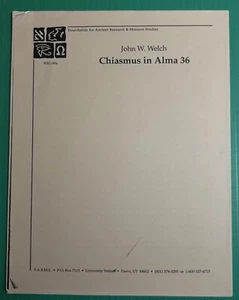 Foundation for Ancient Research & Mormon Studies
John W. Welch
Chiasmus in Alma 36
F.A.R.M.S. • P.O. Box 7113 • University Station • Provo, UT 84602